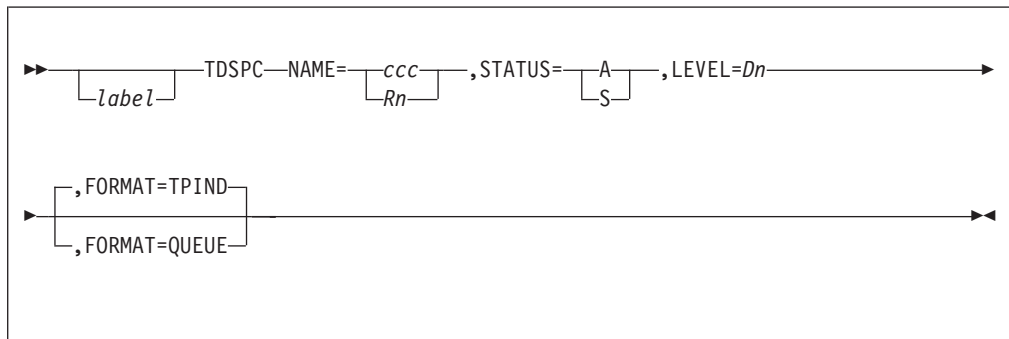 TDSPC NAME= ccc ,STATUS= A ,LEVEL=Dn
label Rn S
,FORMAT=TPIND
,FORMAT=QUEUE